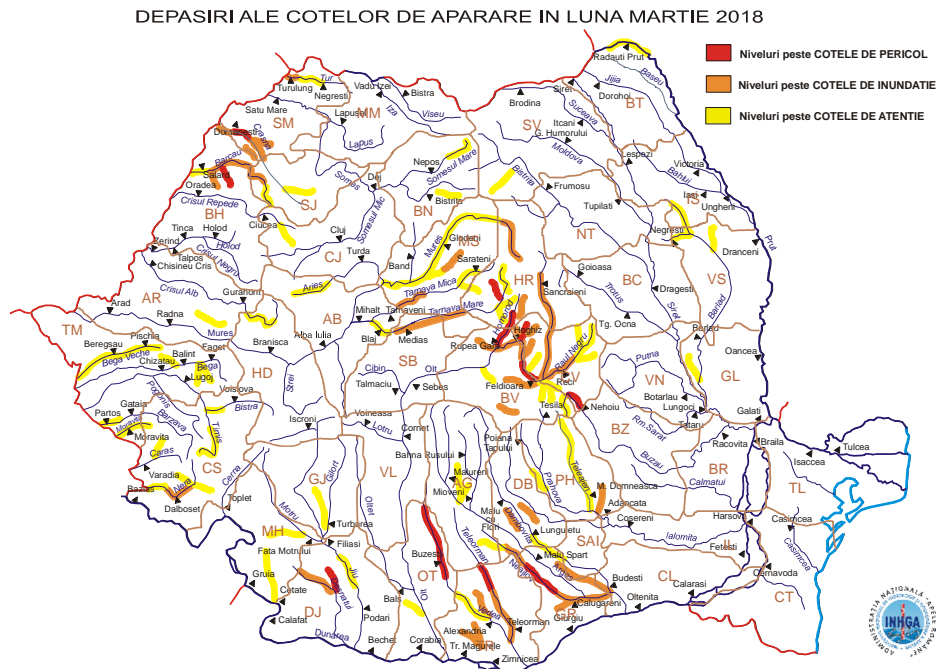 DEPASIRI ALE COTELOR DE APARARE IN LUNA MARTIE 2018
Niveluri peste COTELE DE PERICOL
Niveluri peste COTELE DE INUNDATIE
Niveluri peste COTELE DE ATENTIE
Radauti Prut
Baseu
Jijia
Dorohoi
BT
Siret
Suceava
Brodina
Itcani
SV
G. Humorului
Moldova
Lespezi
Victoria
Bahlui
Iasi
IS
Ungheni
Prut
Frumosu
Bistrita
Tupilati
NT
Negresti
Dranceni
VS
Tur
Turulung
Negresti
Vadu Izei
Bistra
Satu Mare
Lapusel
MM
Iza
Viseu
SM
Lapus
Crasna
Barcau
Salard
Oradea
Crisul Repede
BH
SJ
Somes
Dej
Nepos
Somesul Mare
Bistrita
BN
Somesul Mic
Ciucea
Cluj
Turda
CJ
Tinca
Holod
Zerind
Talpos
Holod
Chisineu Cris
Crisul Negru
Mures
Glodeni
MS
Band
Sarateni
HR
Sancraieni
Goioasa
BC
Trotus
Dragesti
Siret
Barlad
Tg. Ocna
Barlad
Oancea
GL
Crisul Alb
Gurahont
AR
Arad
Radna
Mures
Aries
AB
Mihalt
Tarnaveni
Tarnava Mica
Tarnava Mare
Blaj
Medias
Alba Iulia
Homorod
Hoghiz
Rupea Gara
TM
Pischia
Beregsau
Bega Veche
Balint
Chizatau
Faget
Bega
Lugoj
Branisca
HD
Strei
SB
Cibin
Olt
Talmaciu
Sebes
Feldioara
BV
Raul Negru
Reci
Putna
VN
Botarlau
Lungoci
Tataru
Rm.Sarat
Galati
Braila
Racovita
Nehoiu
BZ
Buzau
Tesila
Gataia
Partos
Moravita
Moravita
Pogonis
Barzava
Timis
Voislova
Bistra
Caras
Varadia
CS
Nera
Bazias
Dalboset
Cerna
Toplet
Iscroni
Voineasa
Lotru
Cornet
VL
Bahna Rusului
Poiana
Tapului
Malureni
AG
Mioveni
DB
PH
Prahova
Teleajen
M. Domneasca
Adancata
Calmatui
BR
Isaccea
Tulcea
TL
Gilort
GJ
Oltet
Motru
MH
Turburea
Filiasi
Fata Motrului
Jiu
Gruia
Cetate
DJ
Calafat
Podari
Bechet
Dunarea
Bals
Olt
Corabia
OT
Buzesti
Teleorman
Malu
cu
Flori
Dambovita
Lunguletu
Malu Spart
SAI
Cosereni
Ialomita
IL
Harsova
Fetesti
Casimcea
Casimcea
Cernavoda
CT
Neajlov
Arges
Budesti
CL
Calarasi
Oltenita
Calugareni
GR
Giurgiu
Vedea
Alexandria
Teleorman
Tr. Magurele
Zimnicea
ADMINISTRATIA NATIONALA "APELE ROMANE"
INHGA